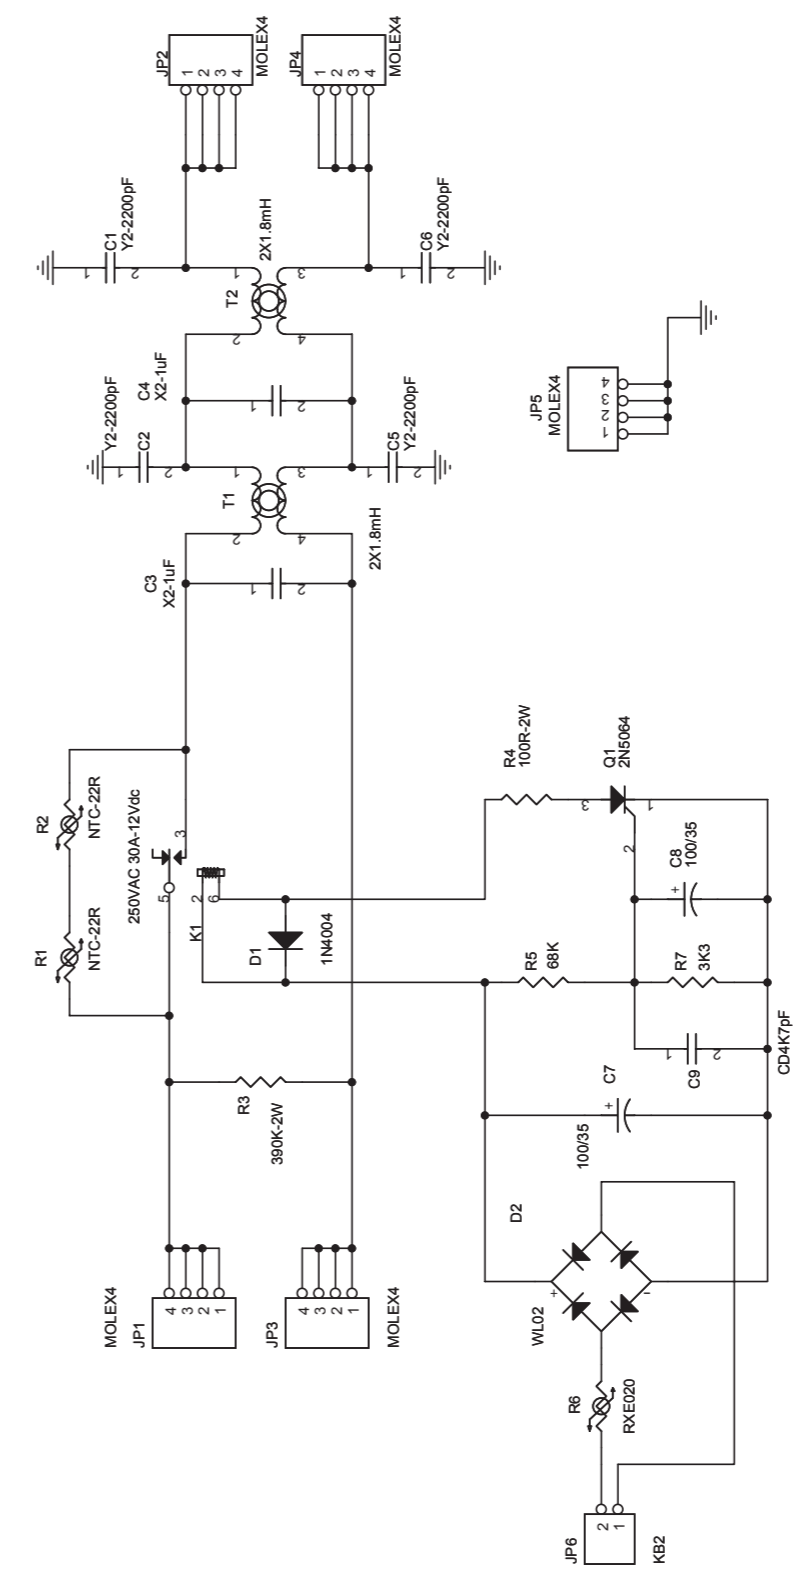 JP2
1
2
3
4
MOLEX4
JP4
1
2
3
4
MOLEX4
1
2
C1
Y2-2200pF
1
2
C6
Y2-2200pF
1
3
2
4
T2
2X1.8mH
C4
X2-1uF
1
2
Y2-2200pF
C2
1
2
1
2
C5
Y2-2200pF
1
3
2
4
T1
2X1.8mH
C3
X2-1uF
1
2
JP5
MOLEX4
1
2
3
4
R2
NTC-22R
R1
NTC-22R
250VAC 30A-12Vdc
3
5
2
6
K1
D1
1N4004
R3
390K-2W
R4
100R-2W
Q1
2N5064
3
1
2
C8
100/35
+
R5
68K
R7
3K3
1
2
C9
CD4K7pF
C7
100/35
+
MOLEX4
JP1
4
3
2
1
JP3
4
3
2
1
MOLEX4
D2
WL02
+
-
R6
RXE020
JP6
2
1
KB2